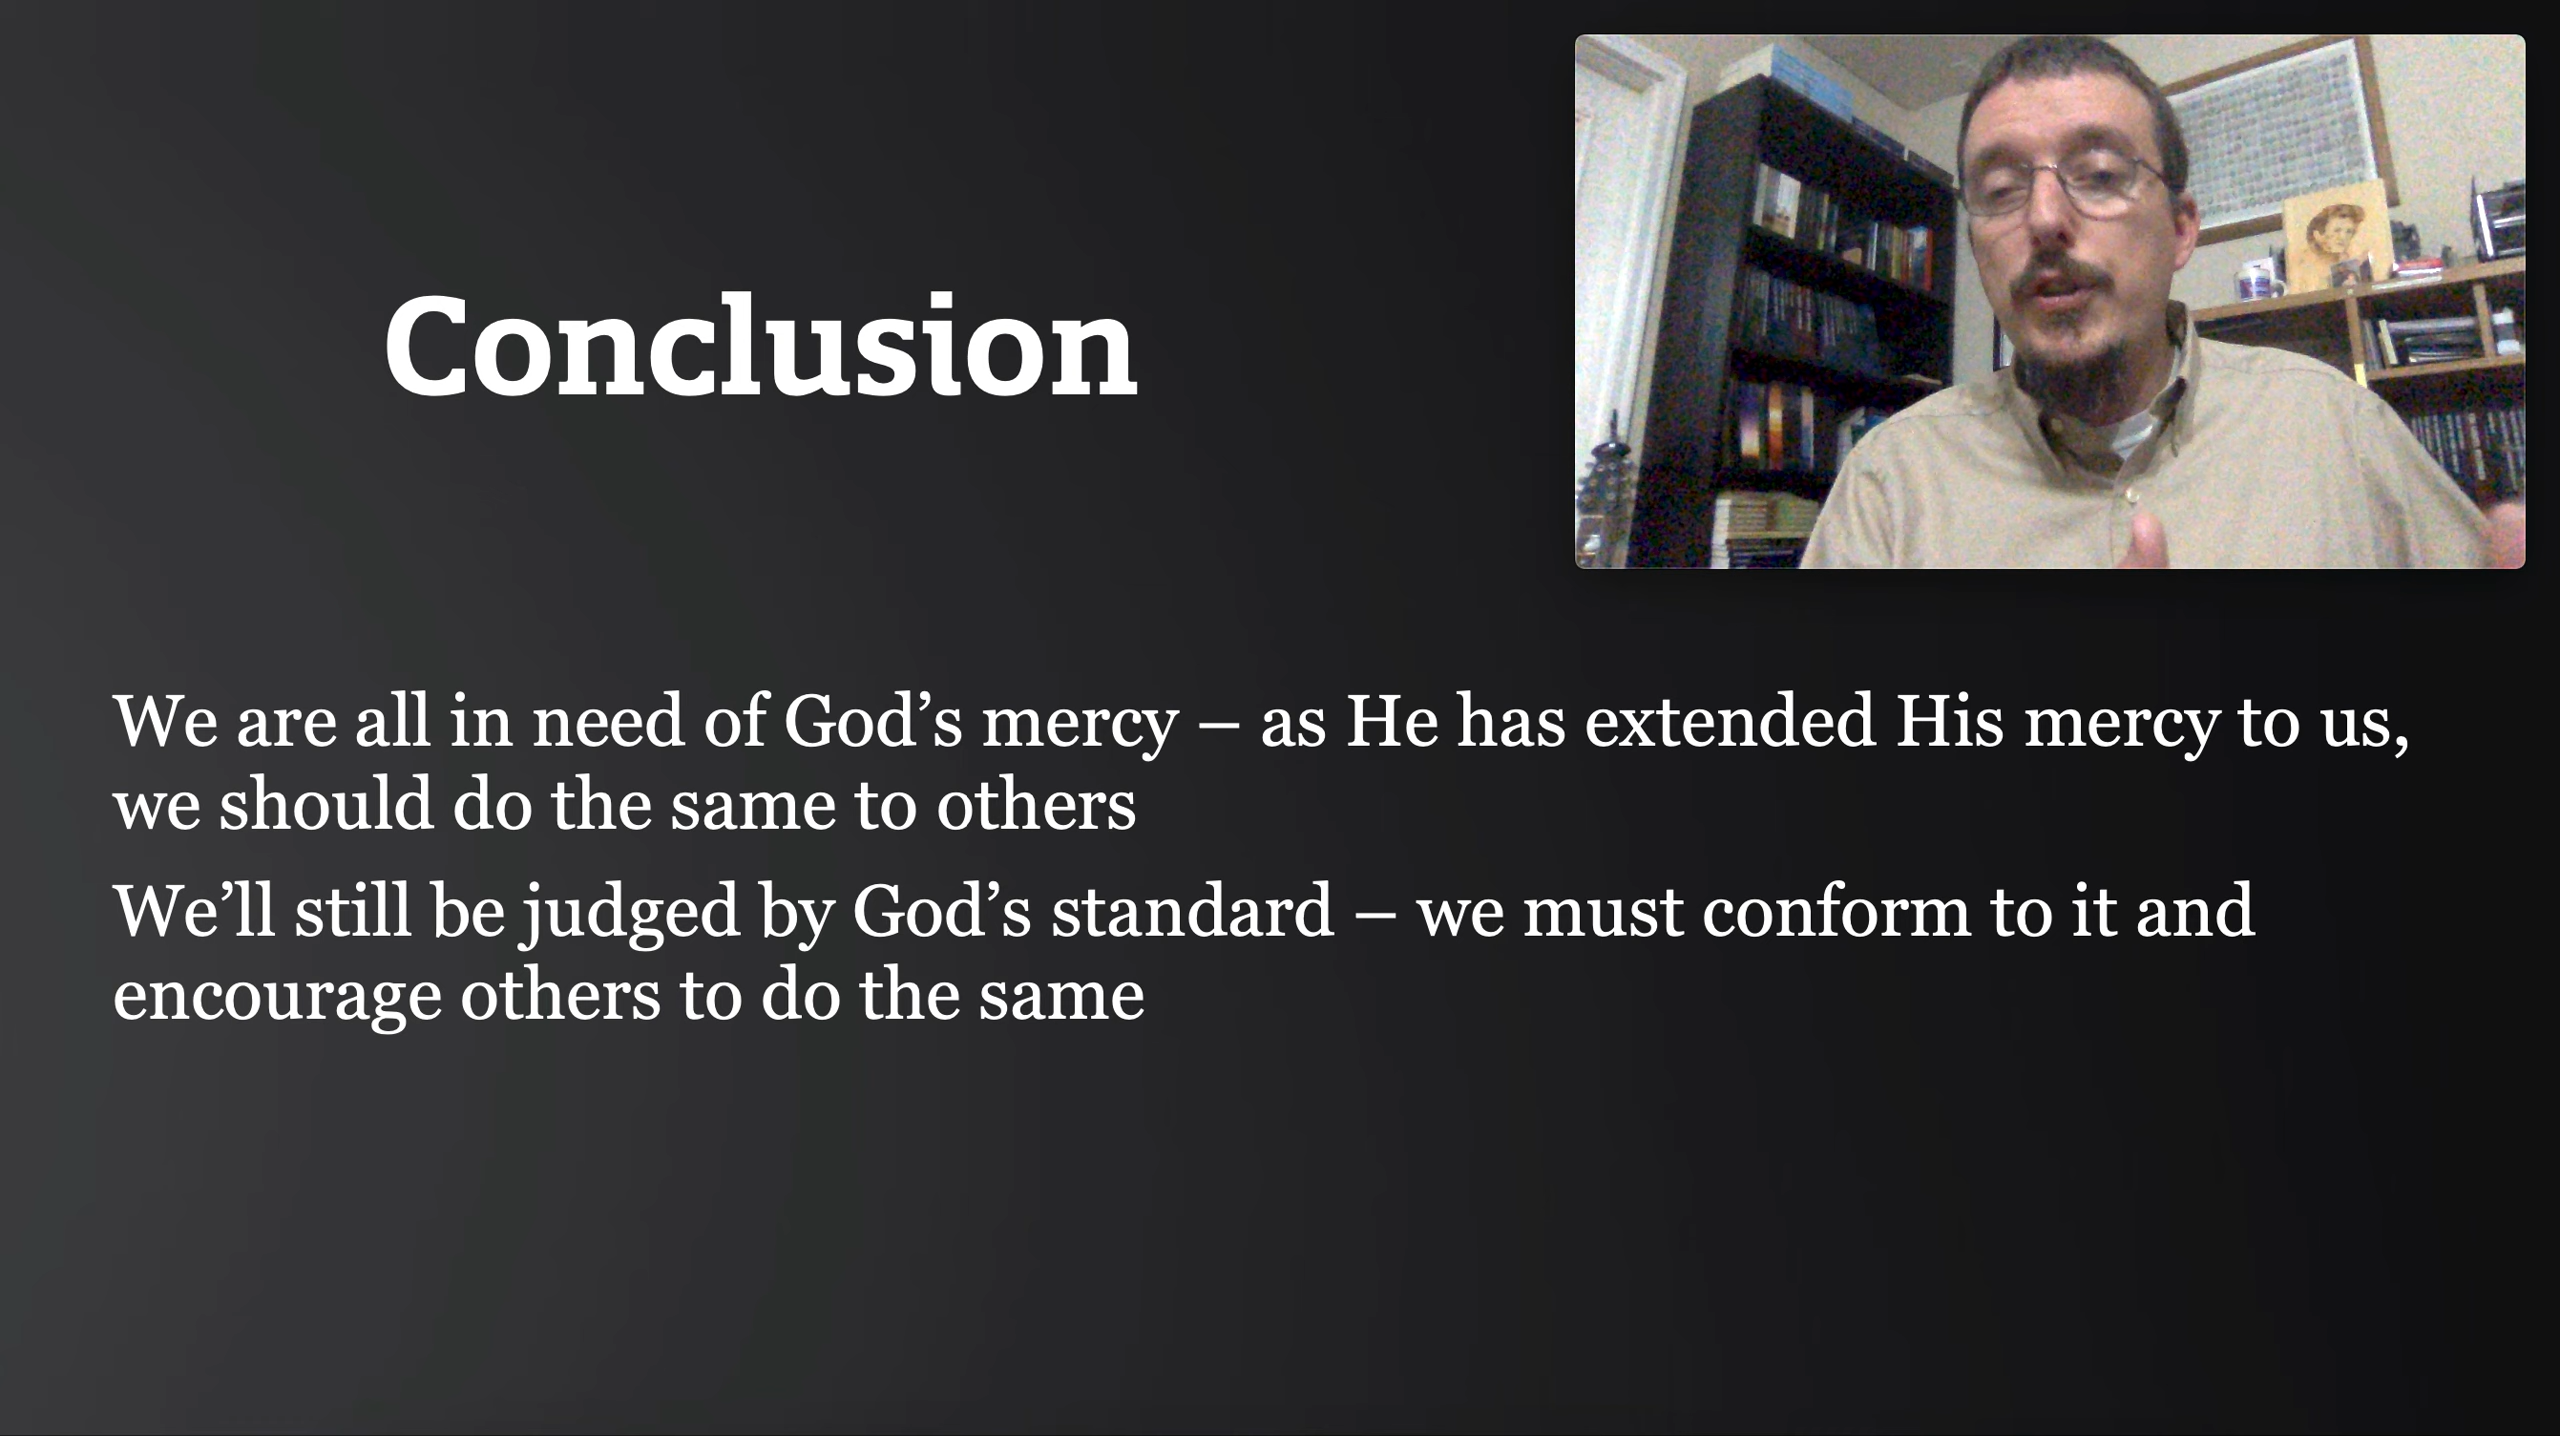 Conclusion
We are all in need of God’s mercy – as He has extended His mercy to us,
we should do the same to others
We’ll still be judged by God’s standard – we must conform to it and
encourage others to do the same